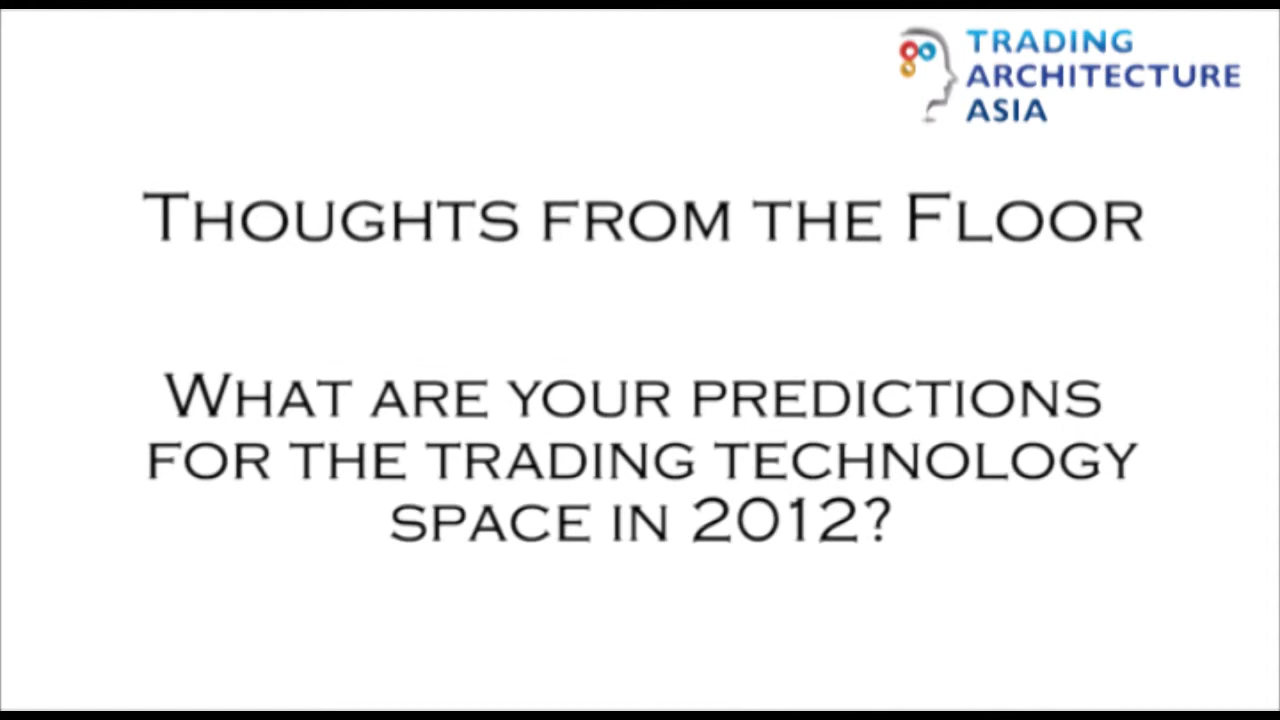 TRADING
ARCHITECTURE
ASIA
THOUGHTS FROM THE FLOOR
WHAT ARE YOUR PREDICTIONS
FOR THE TRADING TECHNOLOGY
SPACE IN 2012?